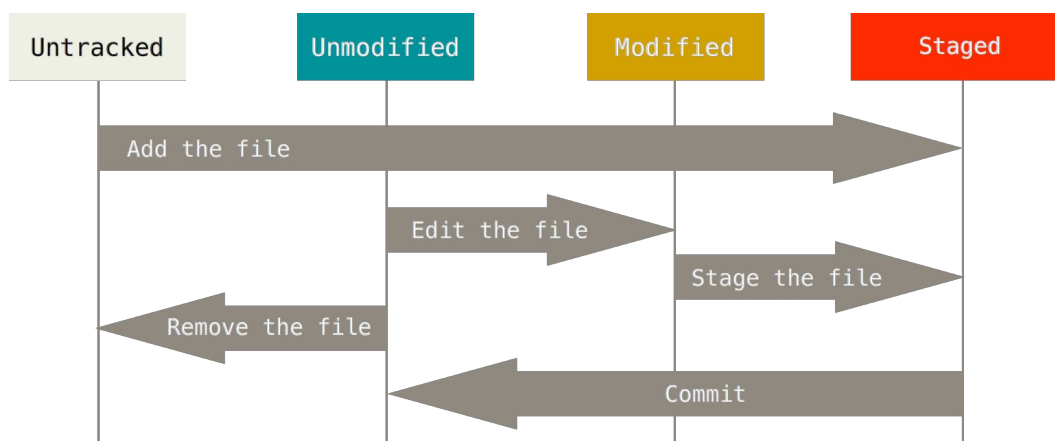 Untracked
Unmodified
Modified
Staged
Add the file
Edit the file
Stage the file
Remove the file
Commit